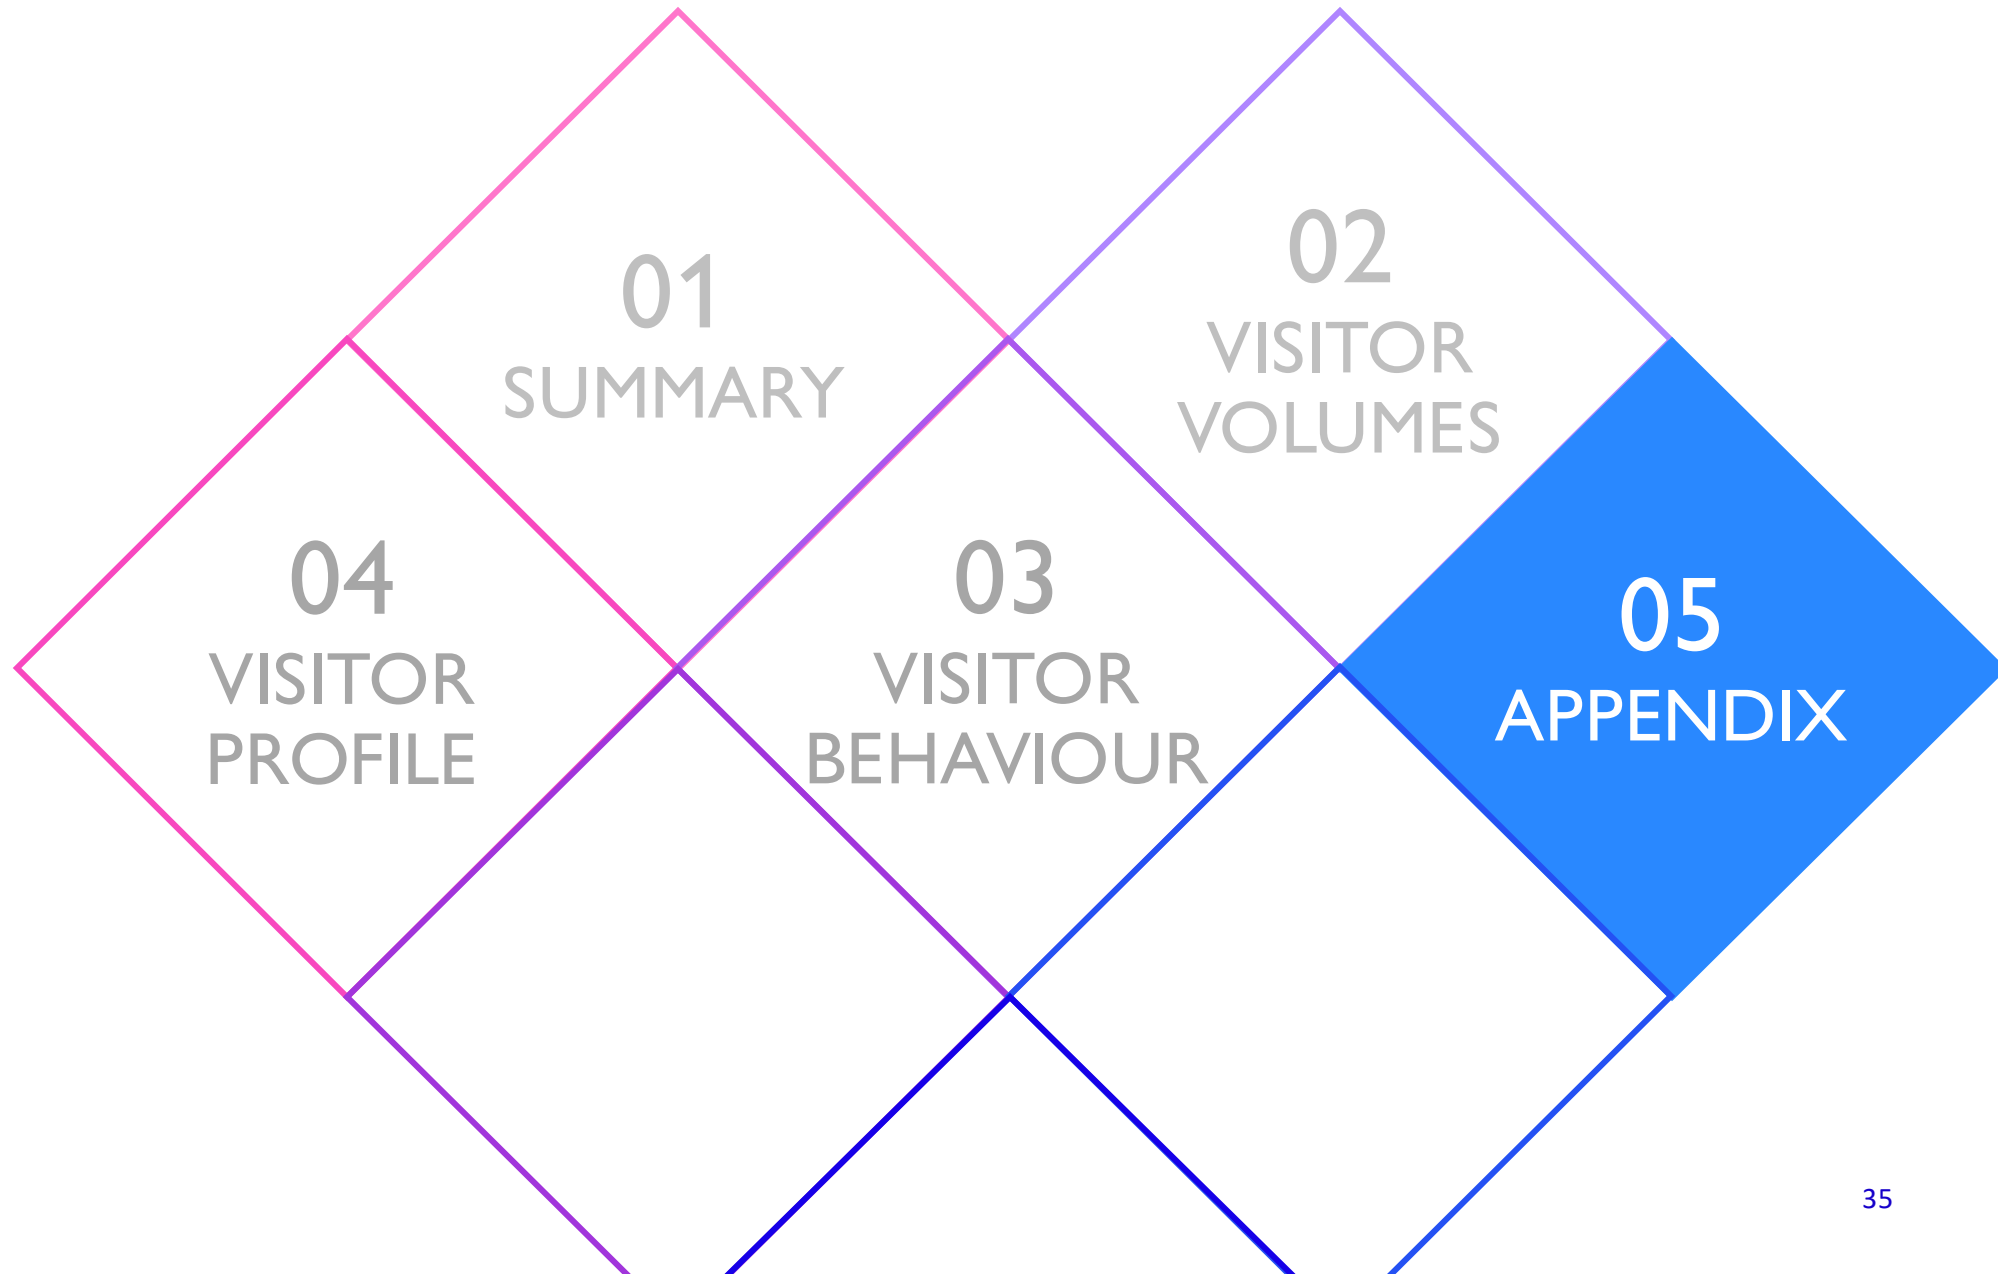 01
SUMMARY
02
VISITOR
VOLUMES
04
VISITOR
PROFILE
03
VISITOR
BEHAVIOUR
05
APPENDIX
35